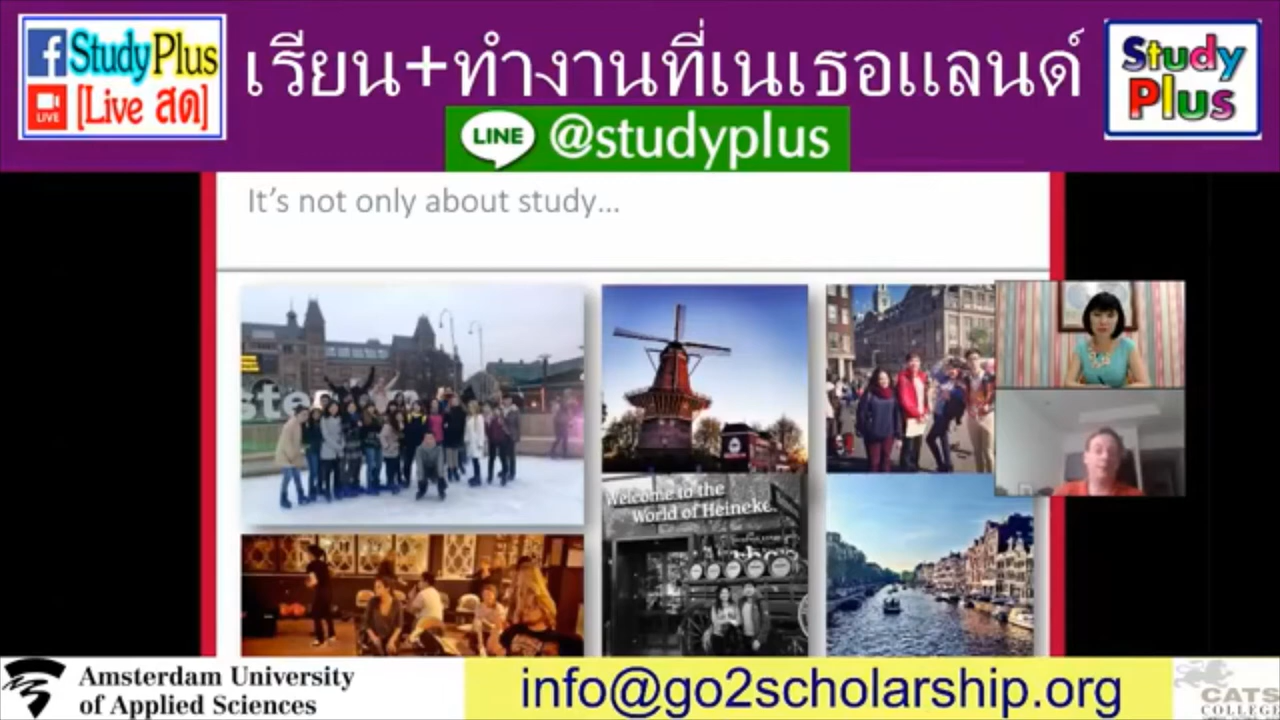 StudyPlus
LIVE [Live สด]
เรียน+ทำงานที่เนเธอแลนด์
LINE @studyplus
Study
Plus
It's not only about study...
ste
Welcome to the
World of Heineke
Amsterdam University
of Applied Sciences
info@go2scholarship.org
CATS
COLLEGE